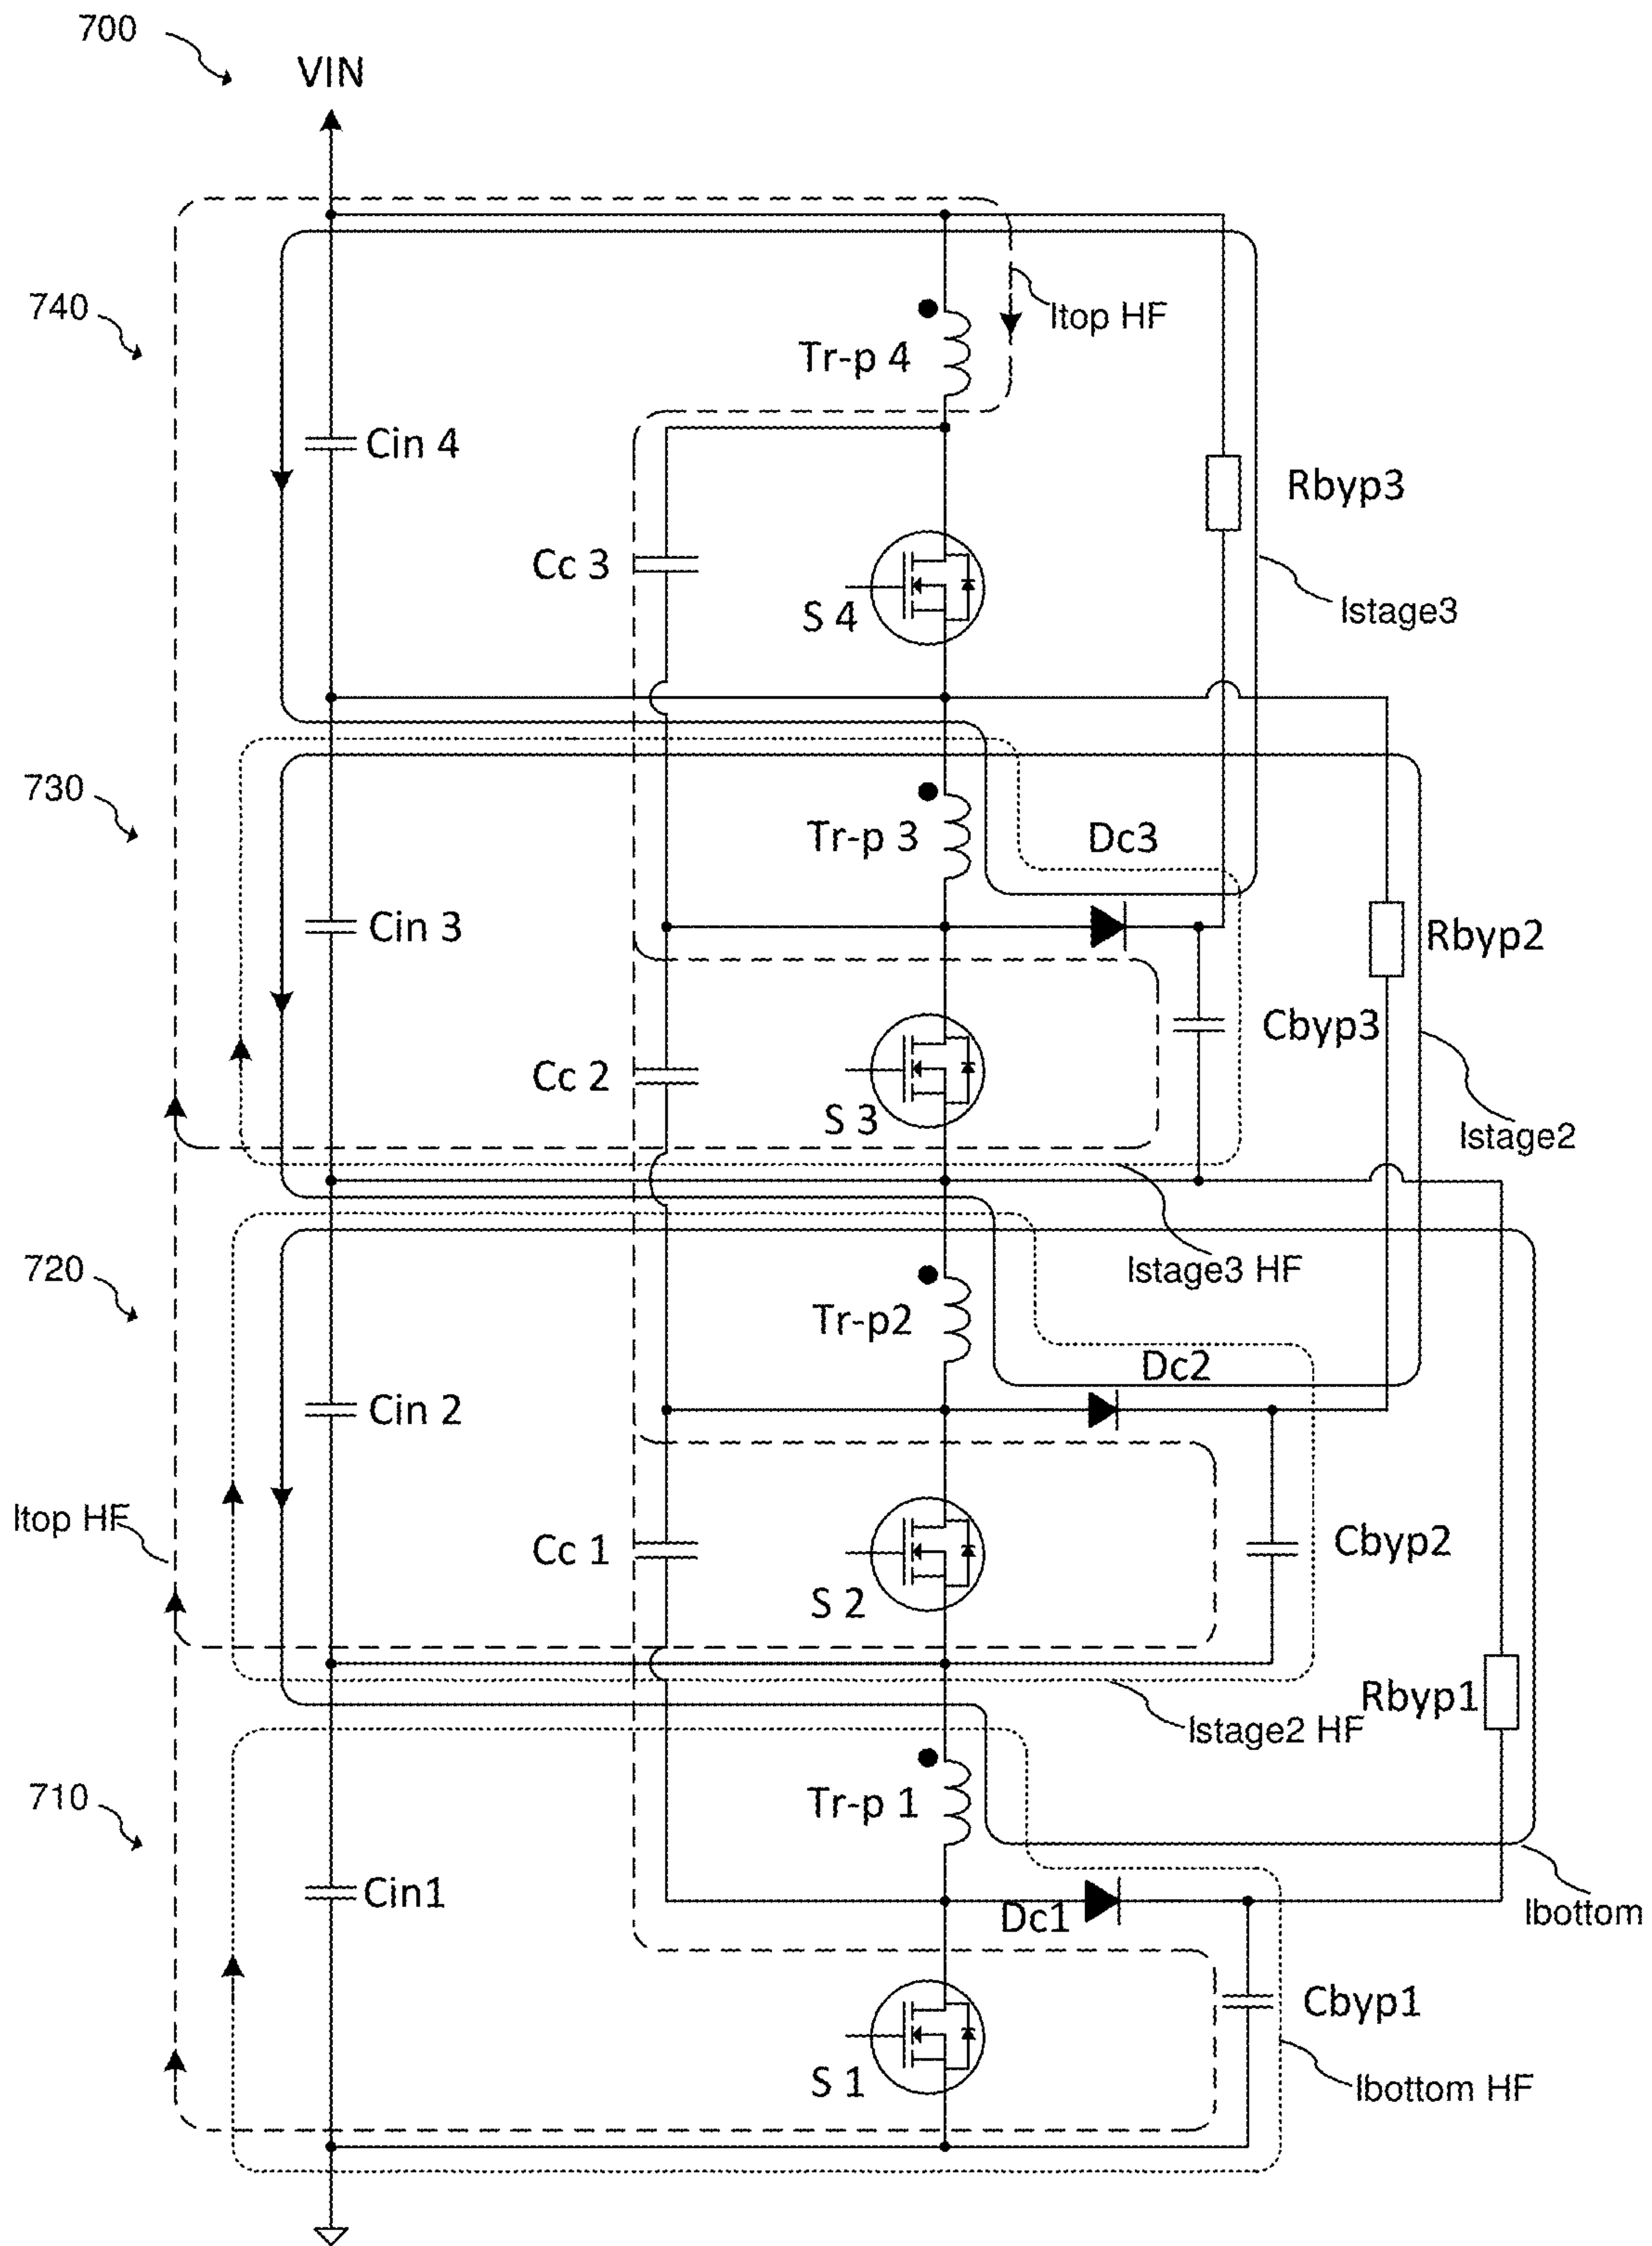 700
VIN
740
Itop HF
Tr-p 4
Cin 4
Rbyp3
Cc 3
S 4
Istage3
730
Tr-p 3
Dc3
Cin 3
Rbyp2
Cbyp3
Cc 2
S 3
Istage2
720
Istage3 HF
Tr-p2
Dc2
Cin 2
Itop HF
Cc 1
Cbyp2
S 2
Rbyp1
Istage2 HF
710
Tr-p 1
Cin1
Dc1
Ibottom
Cbyp1
S 1
Ibottom HF